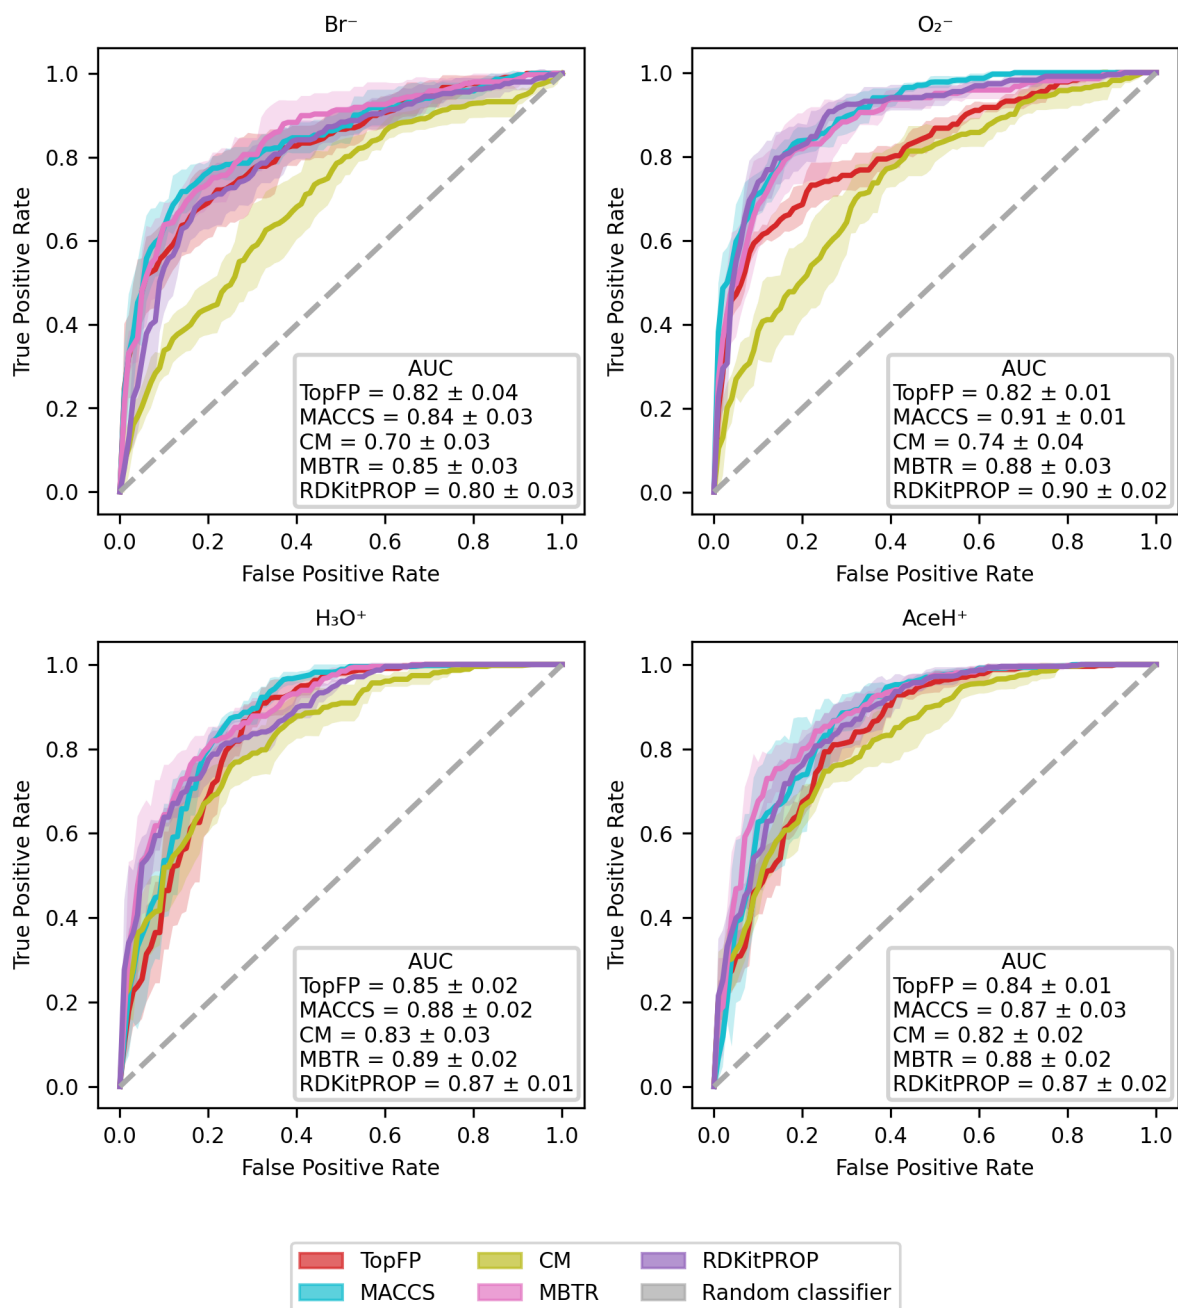 Br⁻
1.0
0.8
0.6
0.4
0.2
0.0
True Positive Rate
AUC
TopFP = 0.82 ± 0.04
MACCS = 0.84 ± 0.03
CM = 0.70 ± 0.03
MBTR = 0.85 ± 0.03
RDKitPROP = 0.80 ± 0.03
0.0 0.2 0.4 0.6 0.8 1.0
False Positive Rate
O₂⁻
1.0
0.8
0.6
0.4
0.2
0.0
True Positive Rate
AUC
TopFP = 0.82 ± 0.01
MACCS = 0.91 ± 0.01
CM = 0.74 ± 0.04
MBTR = 0.88 ± 0.03
RDKitPROP = 0.90 ± 0.02
0.0 0.2 0.4 0.6 0.8 1.0
False Positive Rate
H₃O⁺
1.0
0.8
0.6
0.4
0.2
0.0
True Positive Rate
AUC
TopFP = 0.85 ± 0.02
MACCS = 0.88 ± 0.02
CM = 0.83 ± 0.03
MBTR = 0.89 ± 0.02
RDKitPROP = 0.87 ± 0.01
0.0 0.2 0.4 0.6 0.8 1.0
False Positive Rate
AceH⁺
1.0
0.8
0.6
0.4
0.2
0.0
True Positive Rate
AUC
TopFP = 0.84 ± 0.01
MACCS = 0.87 ± 0.03
CM = 0.82 ± 0.02
MBTR = 0.88 ± 0.02
RDKitPROP = 0.87 ± 0.02
0.0 0.2 0.4 0.6 0.8 1.0
False Positive Rate
TopFP CM RDKitPROP
MACCS MBTR Random classifier